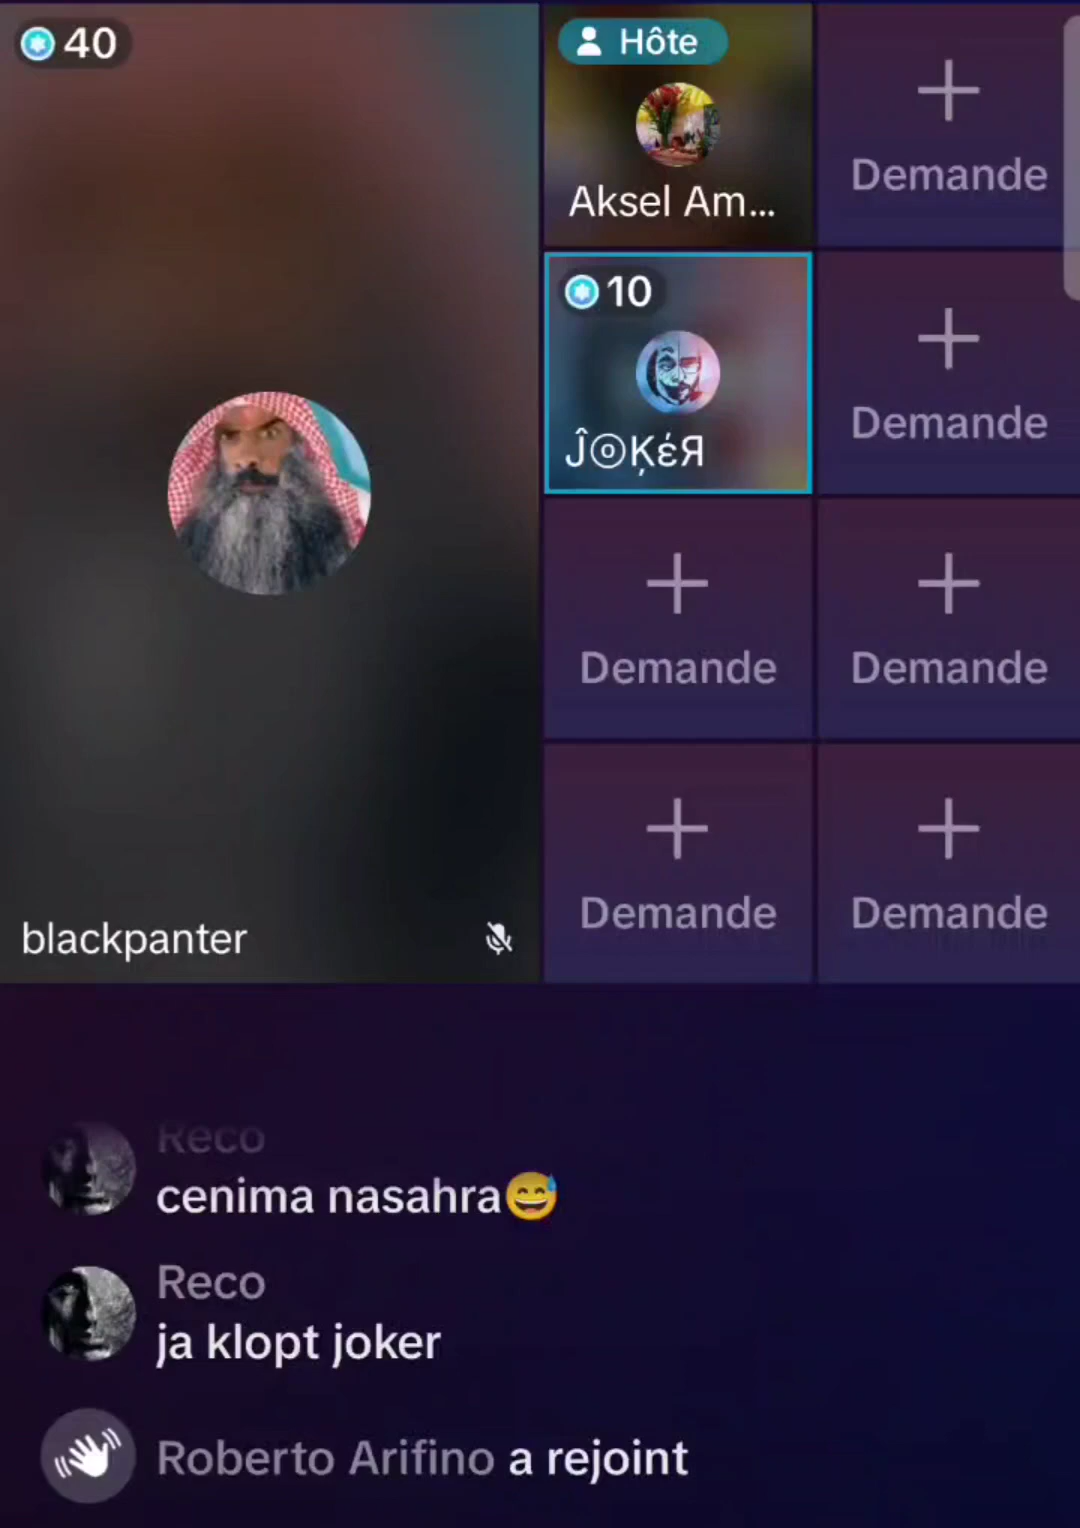 40
Hôte
Aksel Am...
Demande
10
Ĵ⊙ĶέЯ
Demande
Demande
Demande
Demande
Demande
blackpanter
Reco
cenima nasahra😅
Reco
ja klopt joker
Roberto Arifino a rejoint